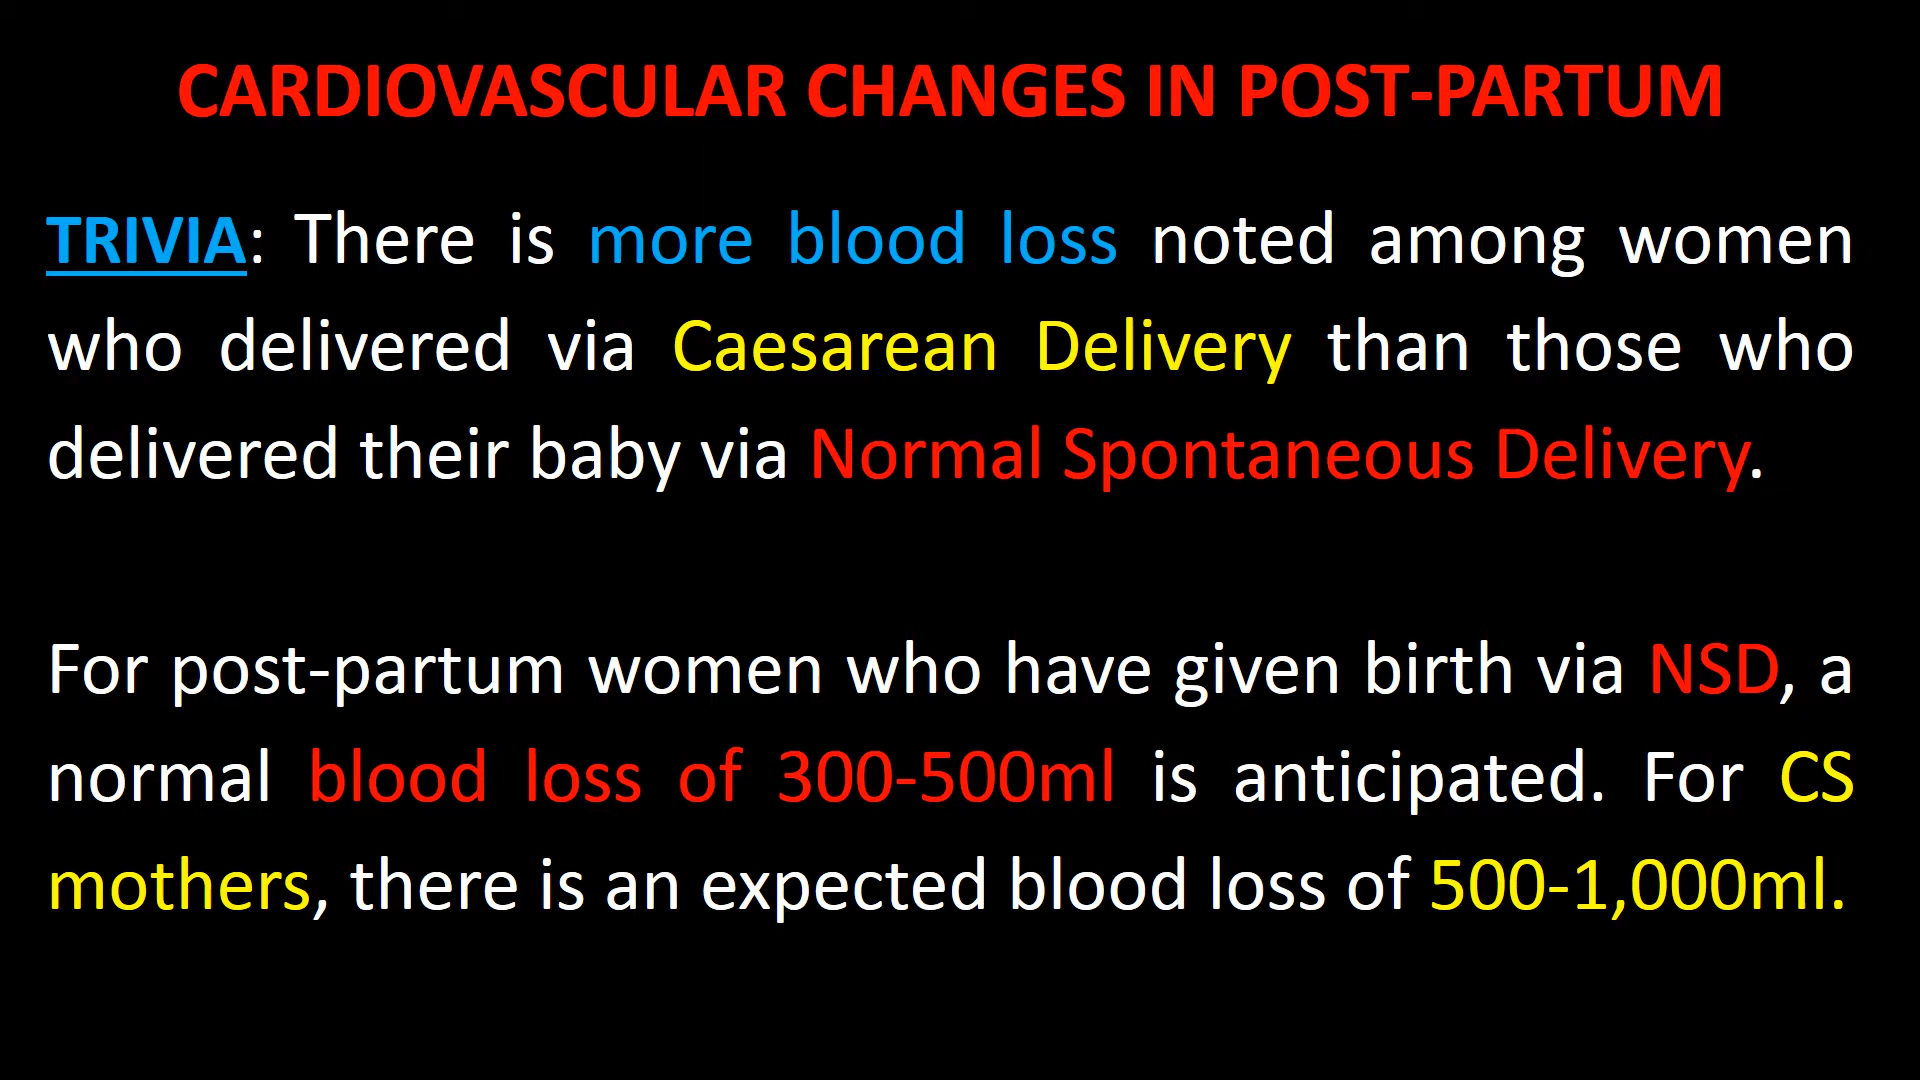 CARDIOVASCULAR CHANGES IN POST-PARTUM
TRIVIA: There is more blood loss noted among women
who delivered via Caesarean Delivery than those who
delivered their baby via Normal Spontaneous Delivery.
For post-partum women who have given birth via NSD, a
normal blood loss of 300-500ml is anticipated. For CS
mothers, there is an expected blood loss of 500-1,000ml.